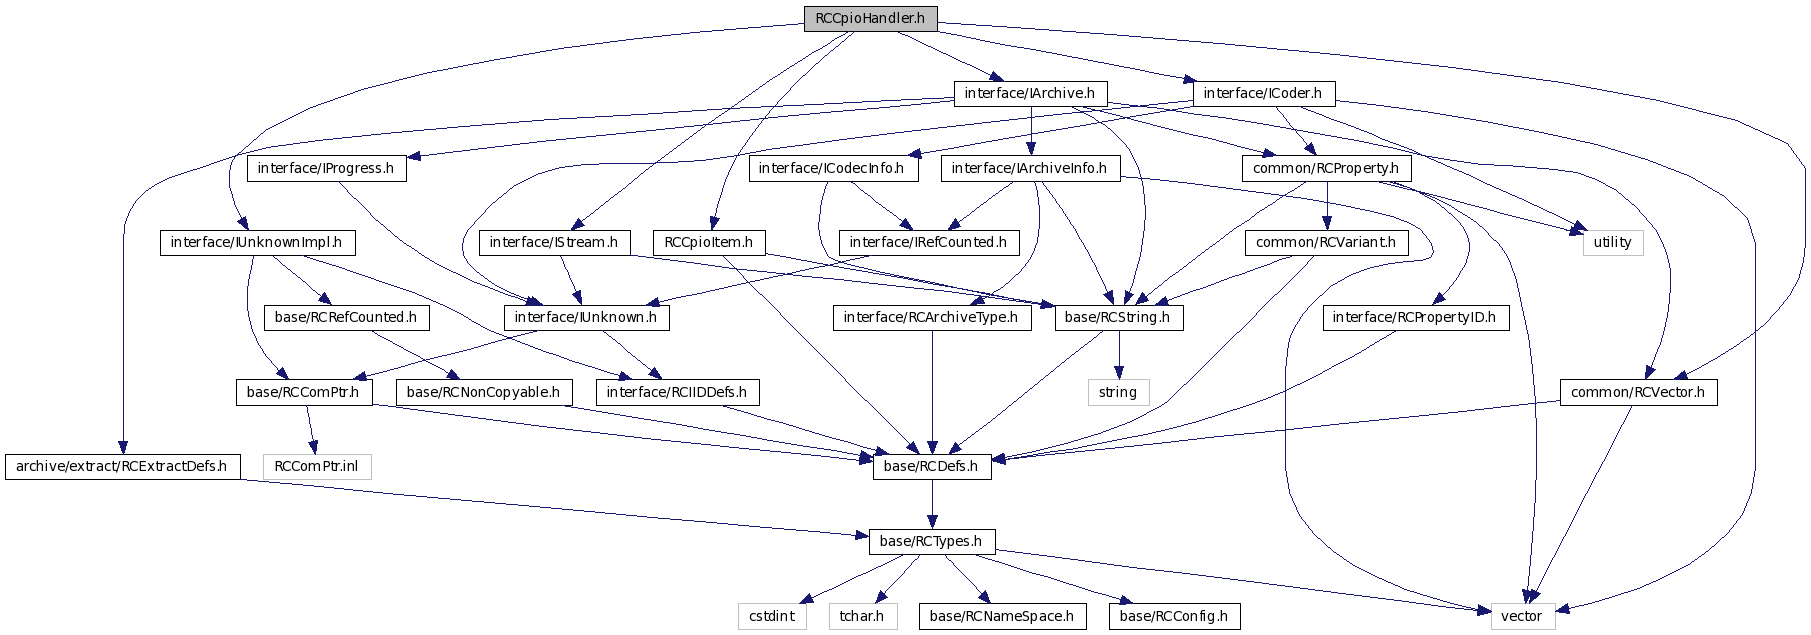 RCCpioHandler.h
interface/IArchive.h
interface/ICoder.h
interface/IProgress.h
interface/ICodecInfo.h
interface/IArchiveInfo.h
common/RCProperty.h
interface/IUnknownImpl.h
interface/IStream.h
RCCpioItem.h
interface/IRefCounted.h
common/RCVariant.h
utility
base/RCRefCounted.h
interface/IUnknown.h
interface/RCArchiveType.h
base/RCString.h
interface/RCPropertyID.h
base/RCComPtr.h
base/RCNonCopyable.h
interface/RCIIDDefs.h
string
common/RCVector.h
archive/extract/RCExtractDefs.h
RCComPtr.inl
base/RCDefs.h
base/RCTypes.h
cstdint
tchar.h
base/RCNameSpace.h
base/RCConfig.h
vector